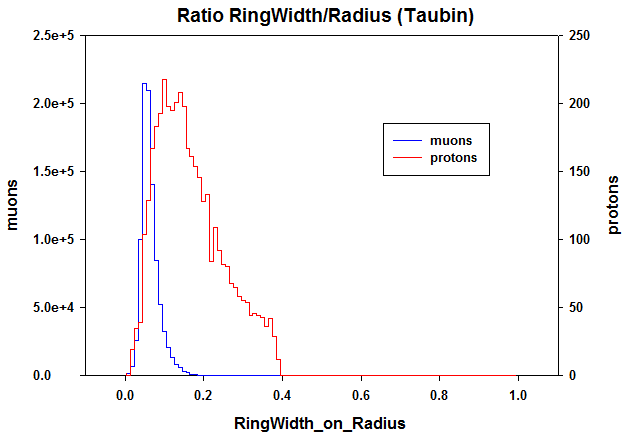 Ratio RingWidth/Radius (Taubin)
2.5e+5
250
2.0e+5
200
muons
protons
1.5e+5
150
muons
protons
1.0e+5
100
5.0e+4
50
0.0
0
0.0 0.2 0.4 0.6 0.8 1.0
RingWidth_on_Radius